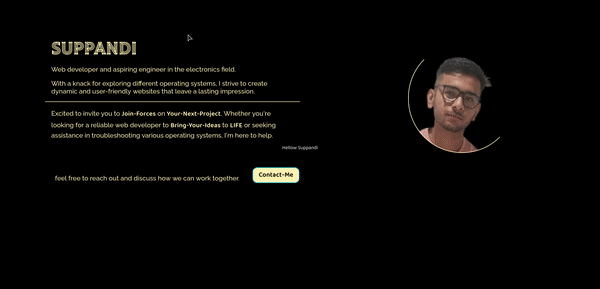 SUPPANDI
Web developer and aspiring engineer in the electronics field.
With a knack for exploring different operating systems, I strive to create
dynamic and user-friendly websites that leave a lasting impression.
Excited to invite you to Join-Forces on Your-Next-Project. Whether you're
looking for a reliable web developer to Bring-Your-Ideas to LIFE or seeking
assistance in troubleshooting various operating systems, I'm here to help.
Hellow Suppandi
feel free to reach out and discuss how we can work together.
Contact-Me